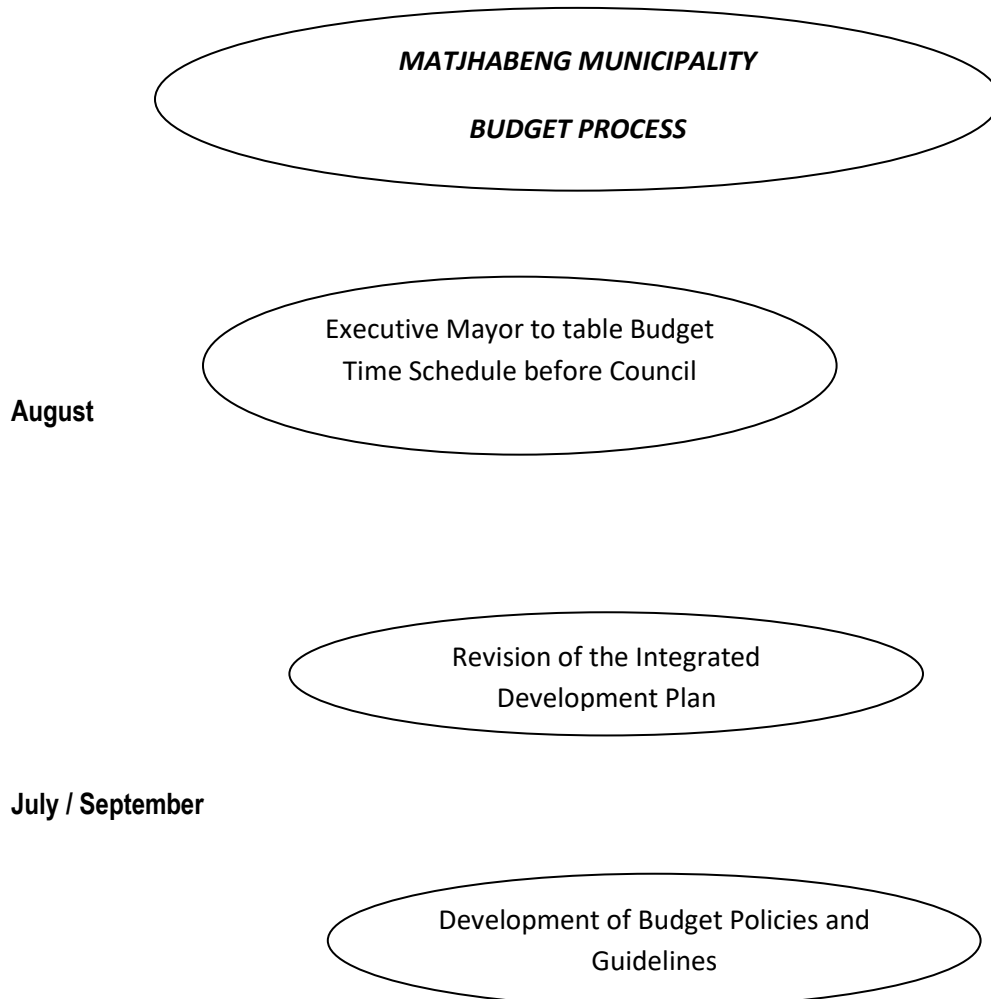 MATJHABENG MUNICIPALITY
BUDGET PROCESS
Executive Mayor to table Budget
Time Schedule before Council
August
Revision of the Integrated
Development Plan
July / September
Development of Budget Policies and
Guidelines